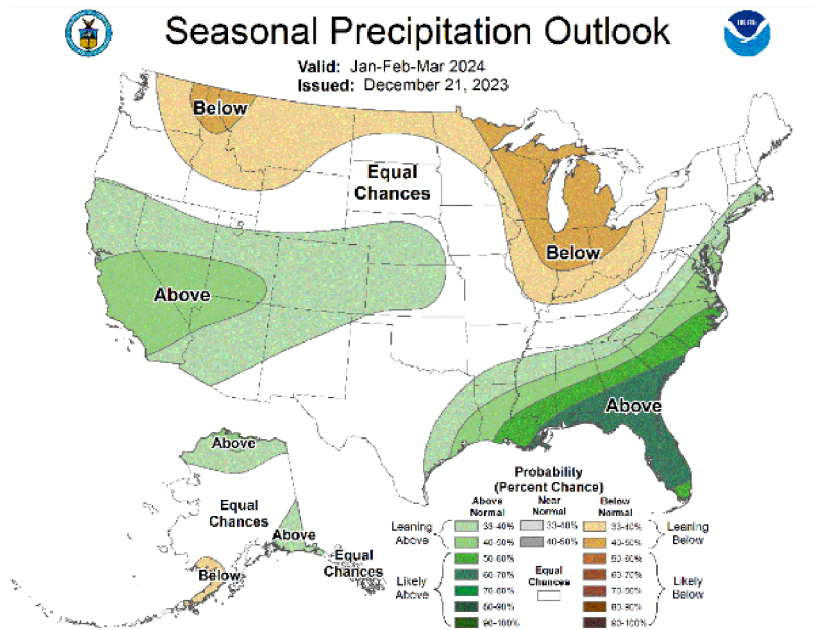 Seasonal Precipitation Outlook
Valid: Jan-Feb-Mar 2024
Issued: December 21, 2023
Below
Equal
Chances
Below
Above
Above
Above
Equal
Chances
Above
Equal
Chances
Below
Probability
(Percent Chance)
Above
Normal
Near
Normal
Below
Normal
Leaning
Above
33-40%
33-40%
33-40%
Leaning
Below
40-50%
40-50%
40-50%
Likely
Above
50-60%
60-70%
70-80%
80-90%
90-100%
Equal
Chances
50-60%
60-70%
70-80%
80-90%
90-100%
Likely
Below